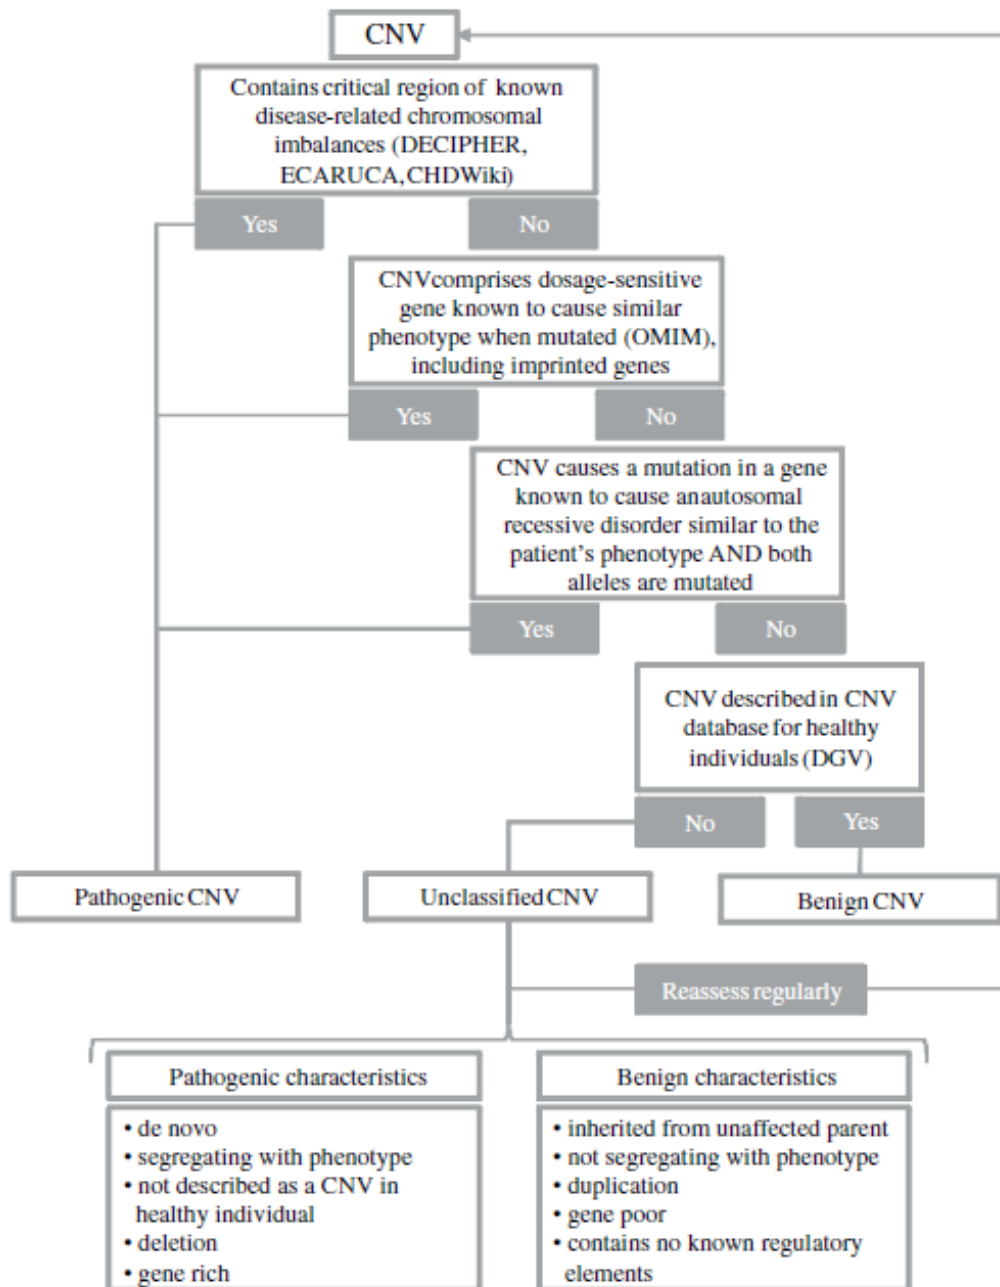 CNV
Contains critical region of known
disease-related chromosomal
imbalances (DECIPHER,
ECARUCA,CHDWiki)
Yes
No
CNVcomprises dosage-sensitive
gene known to cause similar
phenotype when mutated (OMIM),
including imprinted genes
Yes
No
CNV causes a mutation in a gene
known to cause anautosomal
recessive disorder similar to the
patient's phenotype AND both
alleles are mutated
Yes
No
CNV described in CNV
database for healthy
individuals (DGV)
No
Yes
Pathogenic CNV
Unclassified CNV
Benign CNV
Reassess regularly
Pathogenic characteristics
• de novo
• segregating with phenotype
• not described as a CNV in
healthy individual
• deletion
• gene rich
Benign characteristics
• inherited from unaffected parent
• not segregating with phenotype
• duplication
• gene poor
• contains no known regulatory
elements